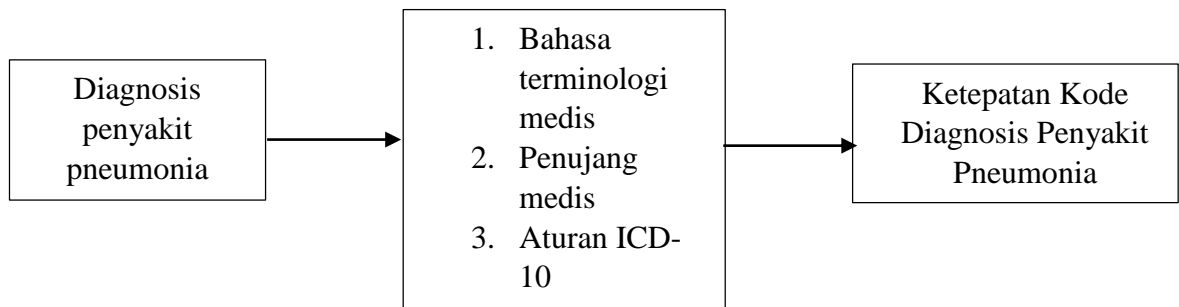 Diagnosis
penyakit
pneumonia
1. Bahasa
terminologi
medis
2. Penujang
medis
3. Aturan ICD-
10
Ketepatan Kode
Diagnosis Penyakit
Pneumonia